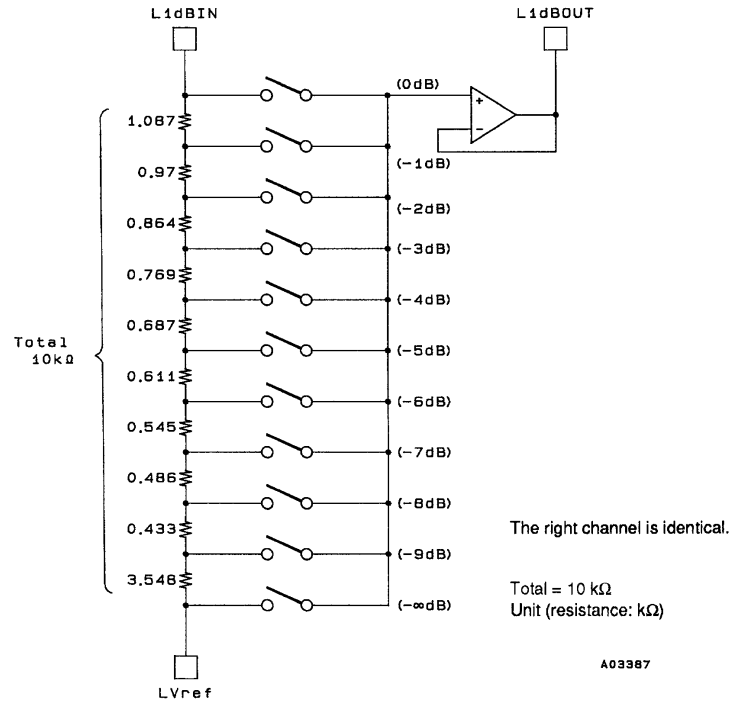 L1dBIN
L1dBOUT
(0dB)
+
−
1.087
(−1dB)
0.97
(−2dB)
0.864
(−3dB)
0.769
(−4dB)
0.687
(−5dB)
Total
10kΩ
0.611
(−6dB)
0.545
(−7dB)
0.486
(−8dB)
0.433
(−9dB)
3.548
(−∞dB)
The right channel is identical.
Total = 10 kΩ
Unit (resistance: kΩ)
A03387
LVref